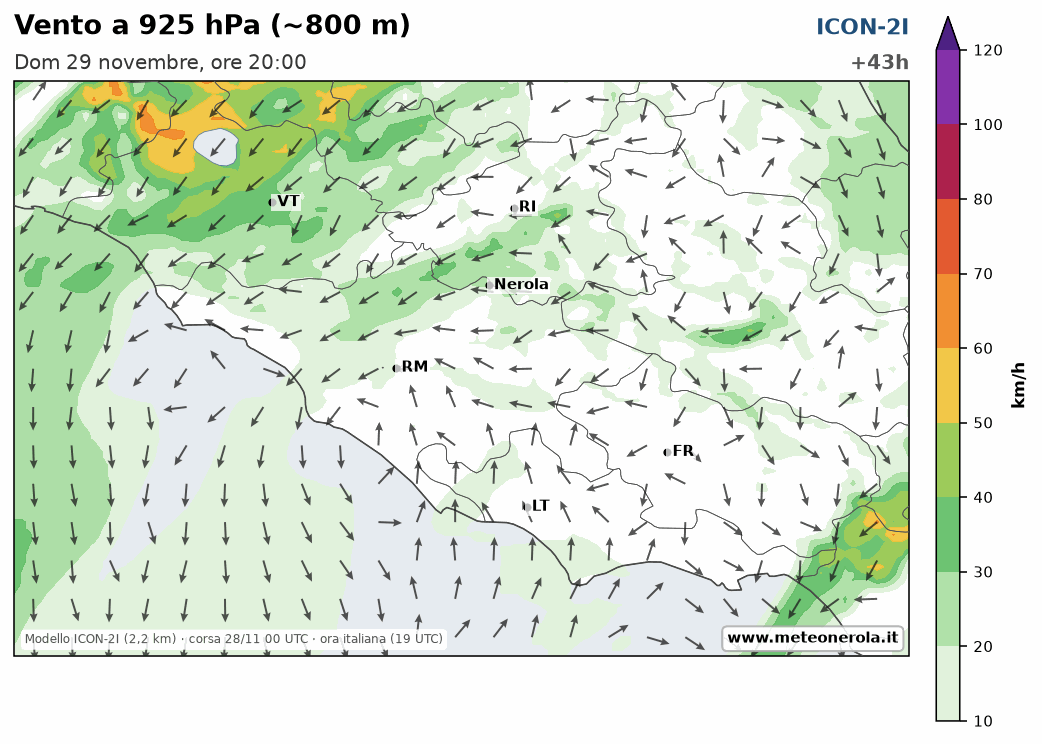 Vento a 925 hPa (~800 m)
ICON-2I
Dom 29 novembre, ore 20:00
+43h
VT
RI
Nerola
RM
FR
LT
120
100
80
70
60
50
40
30
20
10
km/h
Modello ICON-2I (2,2 km) · corsa 28/11 00 UTC · ora italiana (19 UTC)
www.meteonerola.it